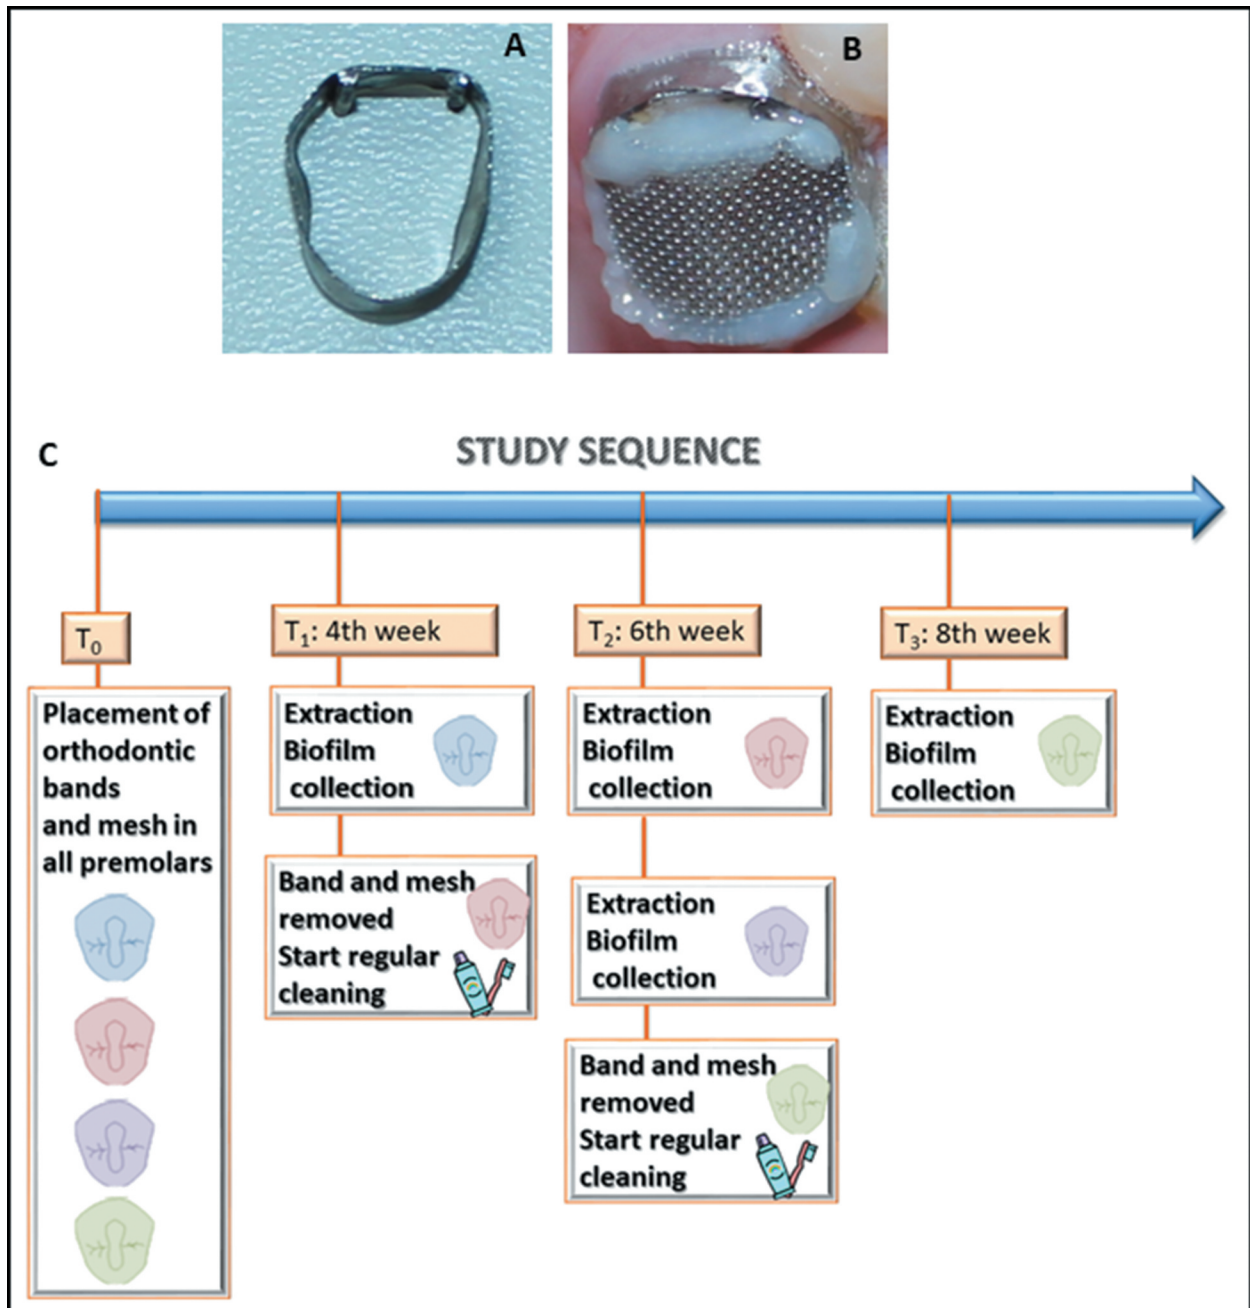 A
B
C
STUDY SEQUENCE
T0
Placement of
orthodontic
bands
and mesh in
all premolars
T1: 4th week
Extraction
Biofilm
collection
Band and mesh
removed
Start regular
cleaning
T2: 6th week
Extraction
Biofilm
collection
Extraction
Biofilm
collection
Band and mesh
removed
Start regular
cleaning
T3: 8th week
Extraction
Biofilm
collection